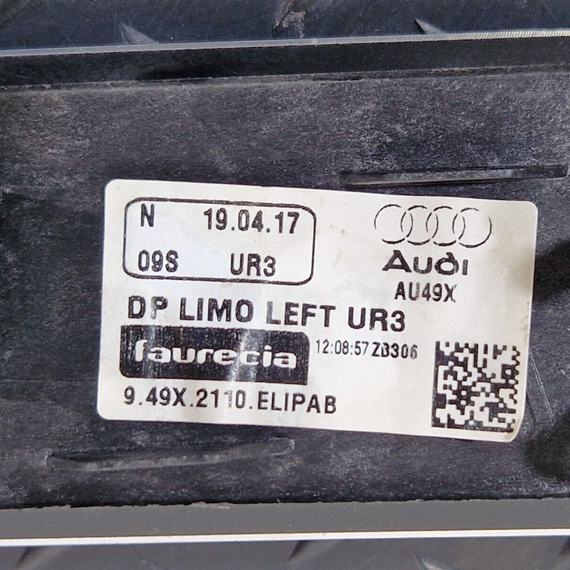 N 19.04.17
09S UR3
Audi
AU49X
DP LIMO LEFT UR3
faurecia 12:08:57 ZB306
9.49X.2110.ELIPAB